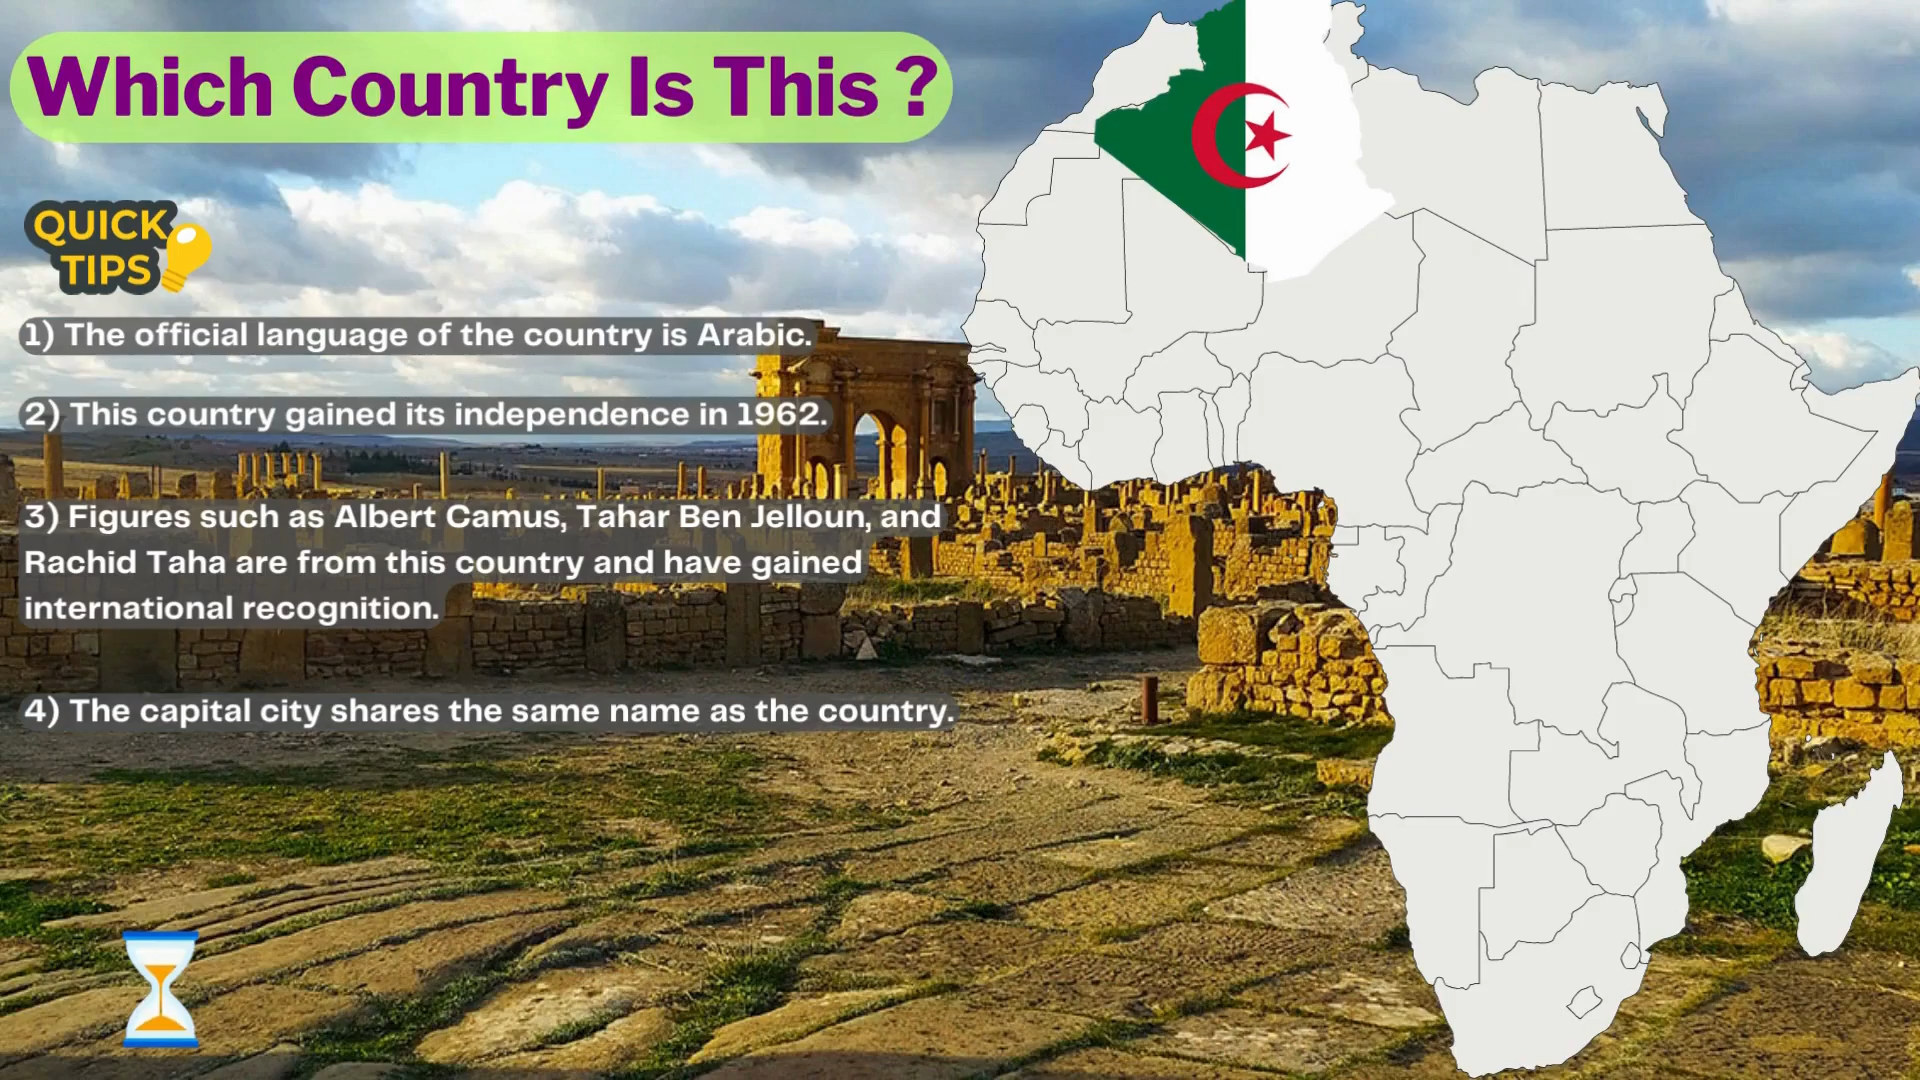 Which Country Is This ?
QUICK
TIPS
1) The official language of the country is Arabic.
2) This country gained its independence in 1962.
3) Figures such as Albert Camus, Tahar Ben Jelloun, and
Rachid Taha are from this country and have gained
international recognition.
4) The capital city shares the same name as the country.